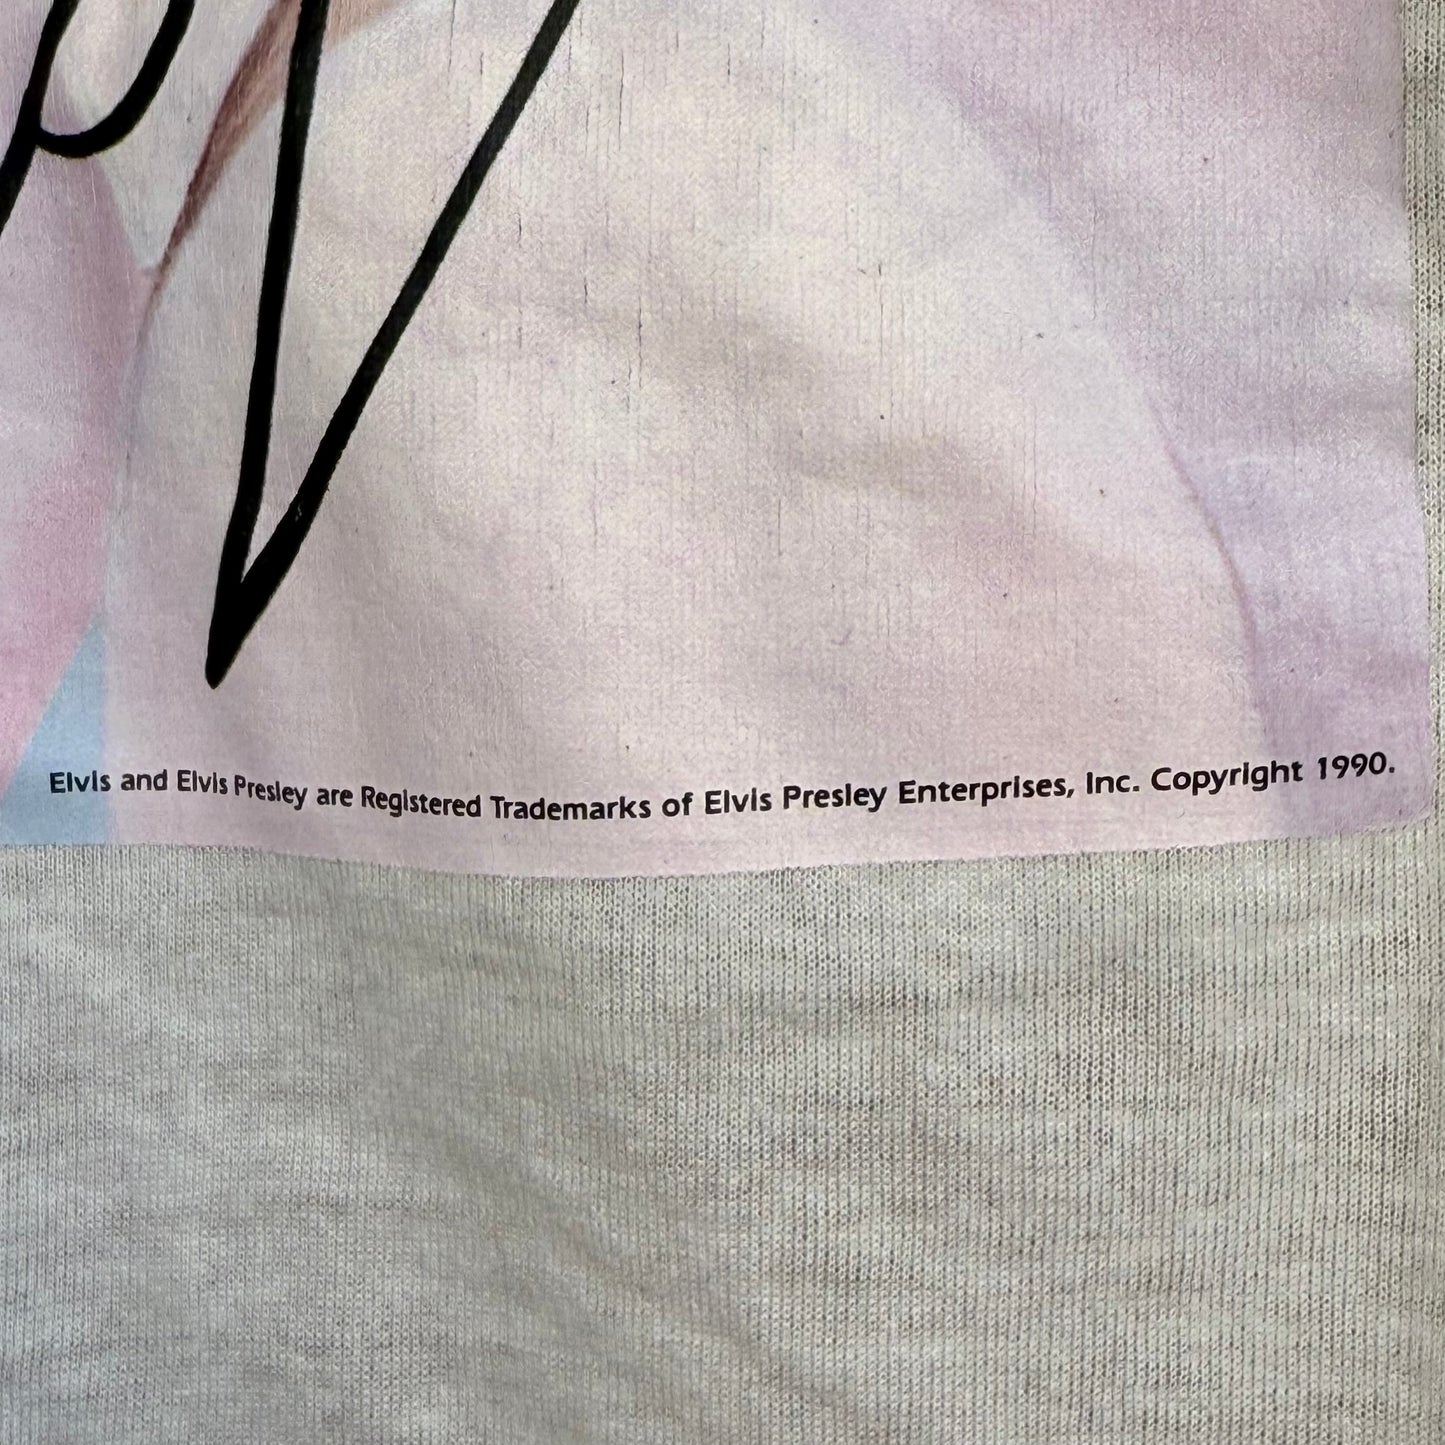 Elvis and Elvis Presley are Registered Trademarks of Elvis Presley Enterprises, Inc. Copyright 1990.